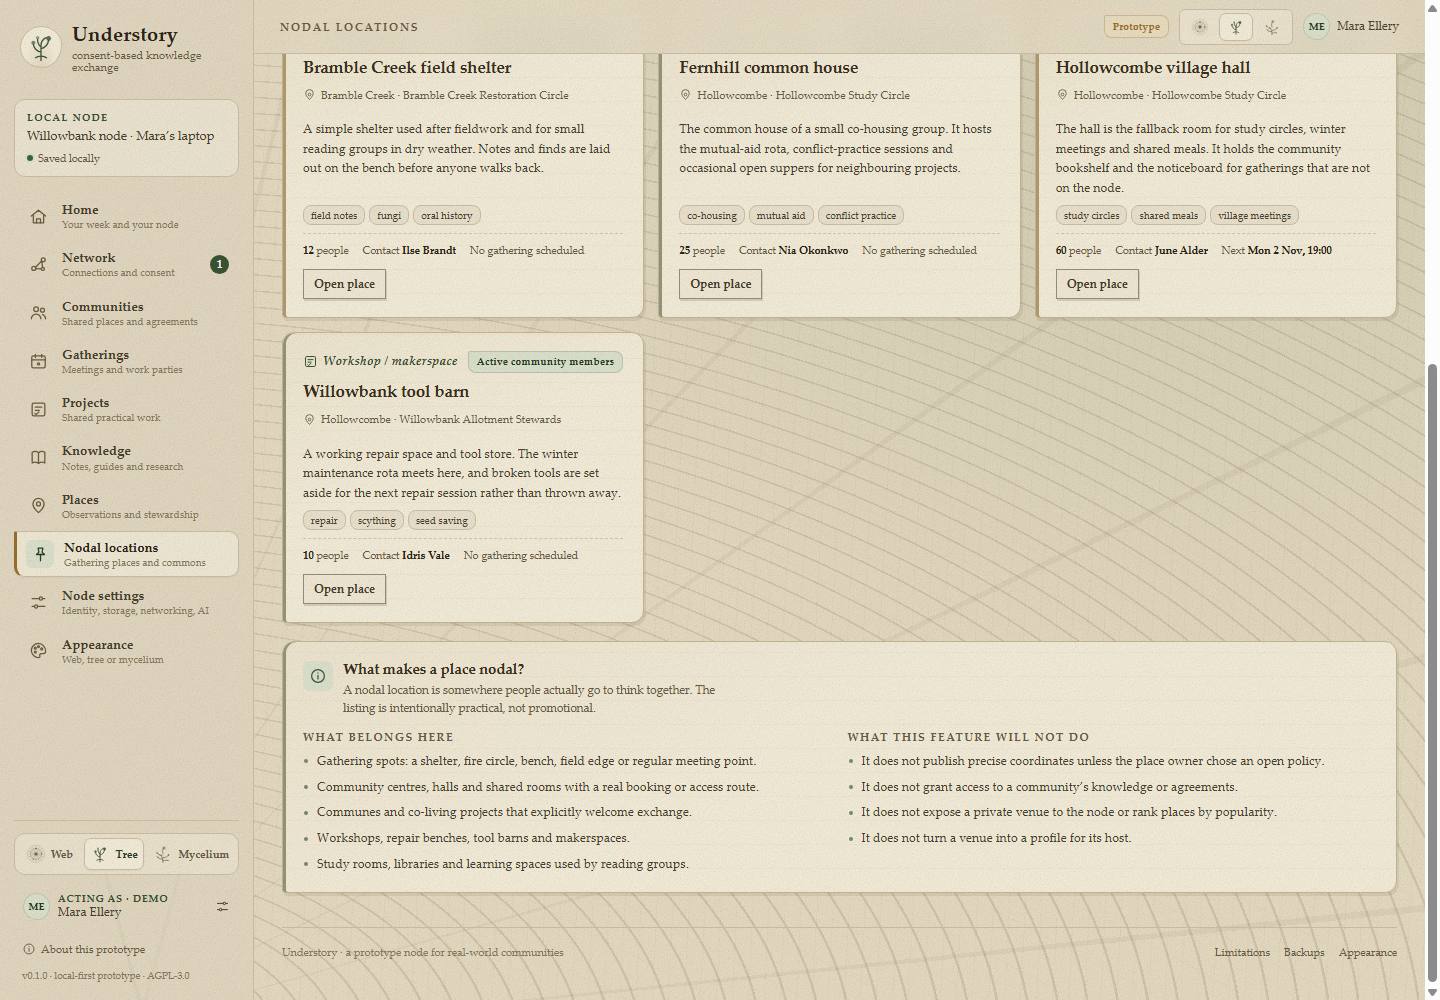 Understory
consent-based knowledge
exchange
LOCAL NODE
Willowbank node · Mara’s laptop
Saved locally
Home
Your week and your node
Network
Connections and consent
1
Communities
Shared places and agreements
Gatherings
Meetings and work parties
Projects
Shared practical work
Knowledge
Notes, guides and research
Places
Observations and stewardship
Nodal locations
Gathering places and commons
Node settings
Identity, storage, networking, AI
Appearance
Web, tree or mycelium
Web Tree Mycelium
ME
ACTING AS · DEMO
Mara Ellery
About this prototype
v0.1.0 · local-first prototype · AGPL-3.0
NODAL LOCATIONS
Prototype
ME Mara Ellery
Bramble Creek field shelter
Bramble Creek · Bramble Creek Restoration Circle
A simple shelter used after fieldwork and for small
reading groups in dry weather. Notes and finds are laid
out on the bench before anyone walks back.
field notes fungi oral history
12 people Contact Ilse Brandt No gathering scheduled
Open place
Fernhill common house
Hollowcombe · Hollowcombe Study Circle
The common house of a small co-housing group. It hosts
the mutual-aid rota, conflict-practice sessions and
occasional open suppers for neighbouring projects.
co-housing mutual aid conflict practice
25 people Contact Nia Okonkwo No gathering scheduled
Open place
Hollowcombe village hall
Hollowcombe · Hollowcombe Study Circle
The hall is the fallback room for study circles, winter
meetings and shared meals. It holds the community
bookshelf and the noticeboard for gatherings that are not
on the node.
study circles shared meals village meetings
60 people Contact June Alder Next Mon 2 Nov, 19:00
Open place
Workshop / makerspace Active community members
Willowbank tool barn
Hollowcombe · Willowbank Allotment Stewards
A working repair space and tool store. The winter
maintenance rota meets here, and broken tools are set
aside for the next repair session rather than thrown away.
repair scything seed saving
10 people Contact Idris Vale No gathering scheduled
Open place
What makes a place nodal?
A nodal location is somewhere people actually go to think together. The
listing is intentionally practical, not promotional.
WHAT BELONGS HERE
Gathering spots: a shelter, fire circle, bench, field edge or regular meeting point.
Community centres, halls and shared rooms with a real booking or access route.
Communes and co-living projects that explicitly welcome exchange.
Workshops, repair benches, tool barns and makerspaces.
Study rooms, libraries and learning spaces used by reading groups.
WHAT THIS FEATURE WILL NOT DO
It does not publish precise coordinates unless the place owner chose an open policy.
It does not grant access to a community’s knowledge or agreements.
It does not expose a private venue to the node or rank places by popularity.
It does not turn a venue into a profile for its host.
Understory · a prototype node for real-world communities
Limitations Backups Appearance